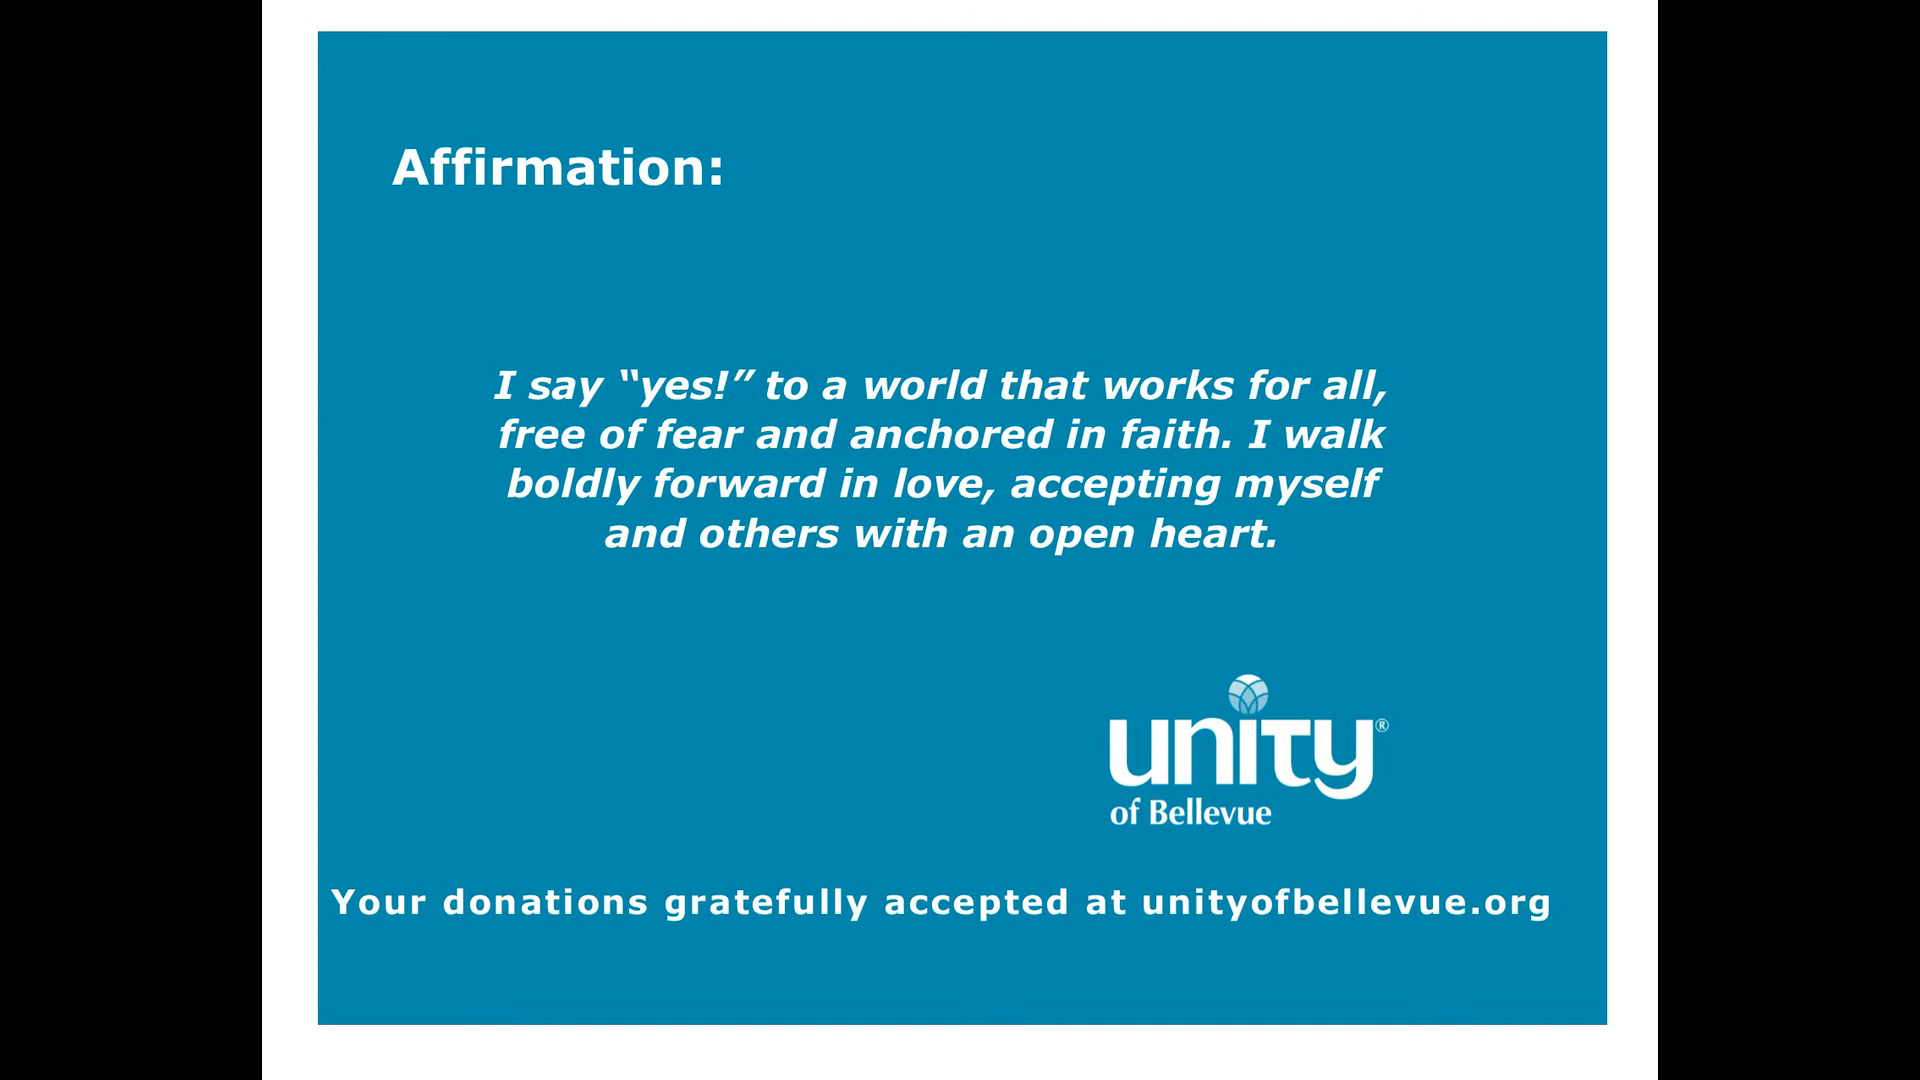 Affirmation:
I say “yes!” to a world that works for all,
free of fear and anchored in faith. I walk
boldly forward in love, accepting myself
and others with an open heart.
unity®
of Bellevue
Your donations gratefully accepted at unityofbellevue.org